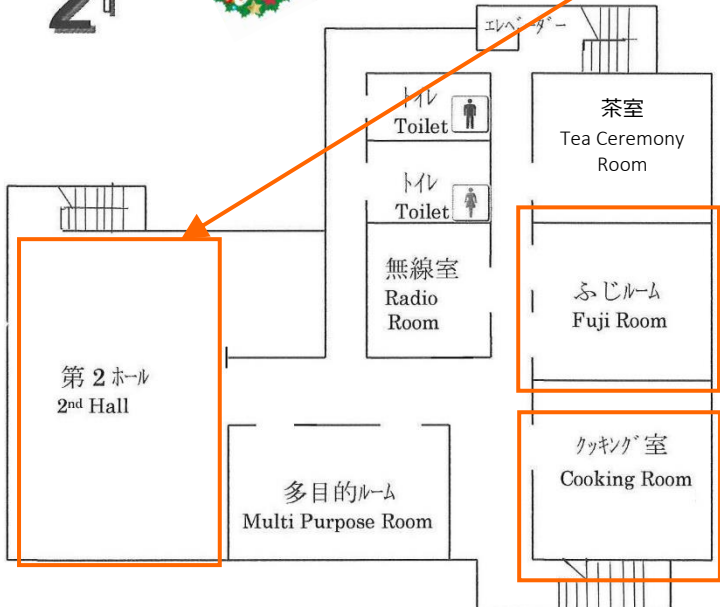 2
エレベーター
トイレ
Toilet
茶室
Tea Ceremony
Room
トイレ
Toilet
無線室
Radio
Room
ふじルーム
Fuji Room
第2ホール
2nd Hall
クッキング室
Cooking Room
多目的ルーム
Multi Purpose Room